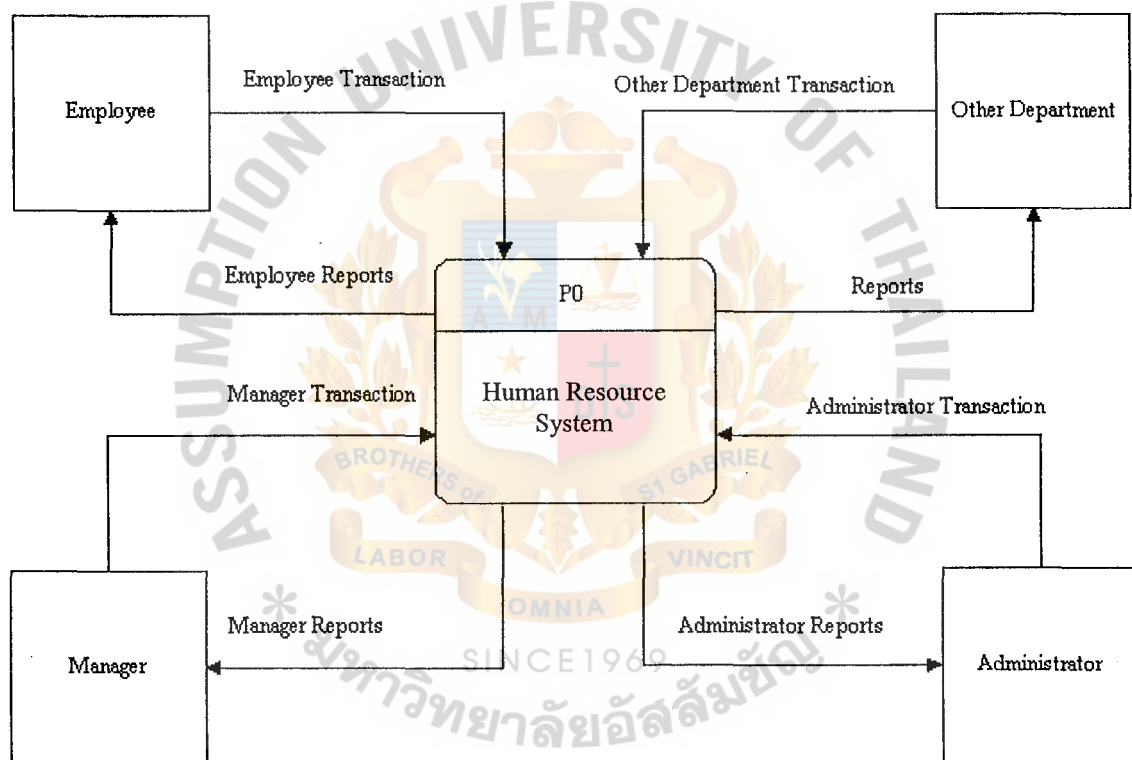 ASSUMPTION UNIVERSITY OF THAILAND
Employee
Employee Transaction
Other Department Transaction
Other Department
Employee Reports
P0
Reports
A M
Manager Transaction
Human Resource
System
D S
Administrator Transaction
BROTHERS of
ST GABRIEL
LABOR
VINCIT
OMNIA
Manager Reports
Administrator Reports
Manager
SINCE1969
Administrator
มหาวิทยาลัยอัสสัมชัญ